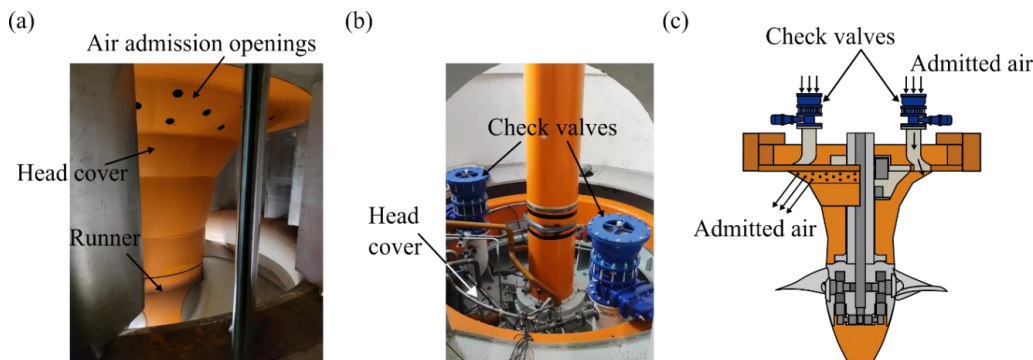 (a)
Air admission openings
Head cover
Runner
(b)
Check valves
Head
cover
(c)
Check valves
Admitted air
Admitted air